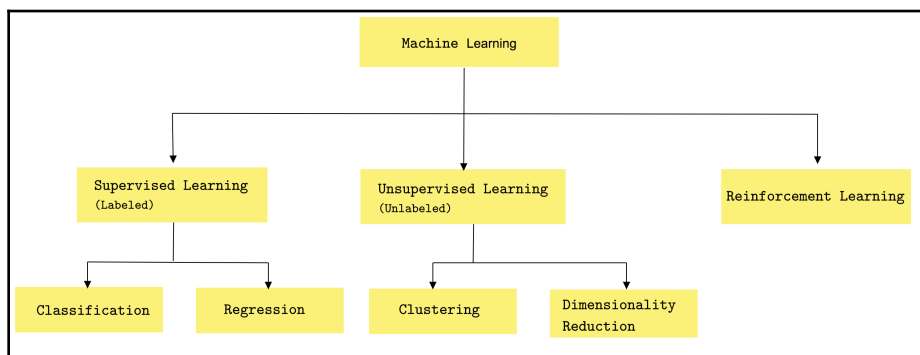 Machine Learning
Supervised Learning
(Labeled)
Unsupervised Learning
(Unlabeled)
Reinforcement Learning
Classification
Regression
Clustering
Dimensionality
Reduction